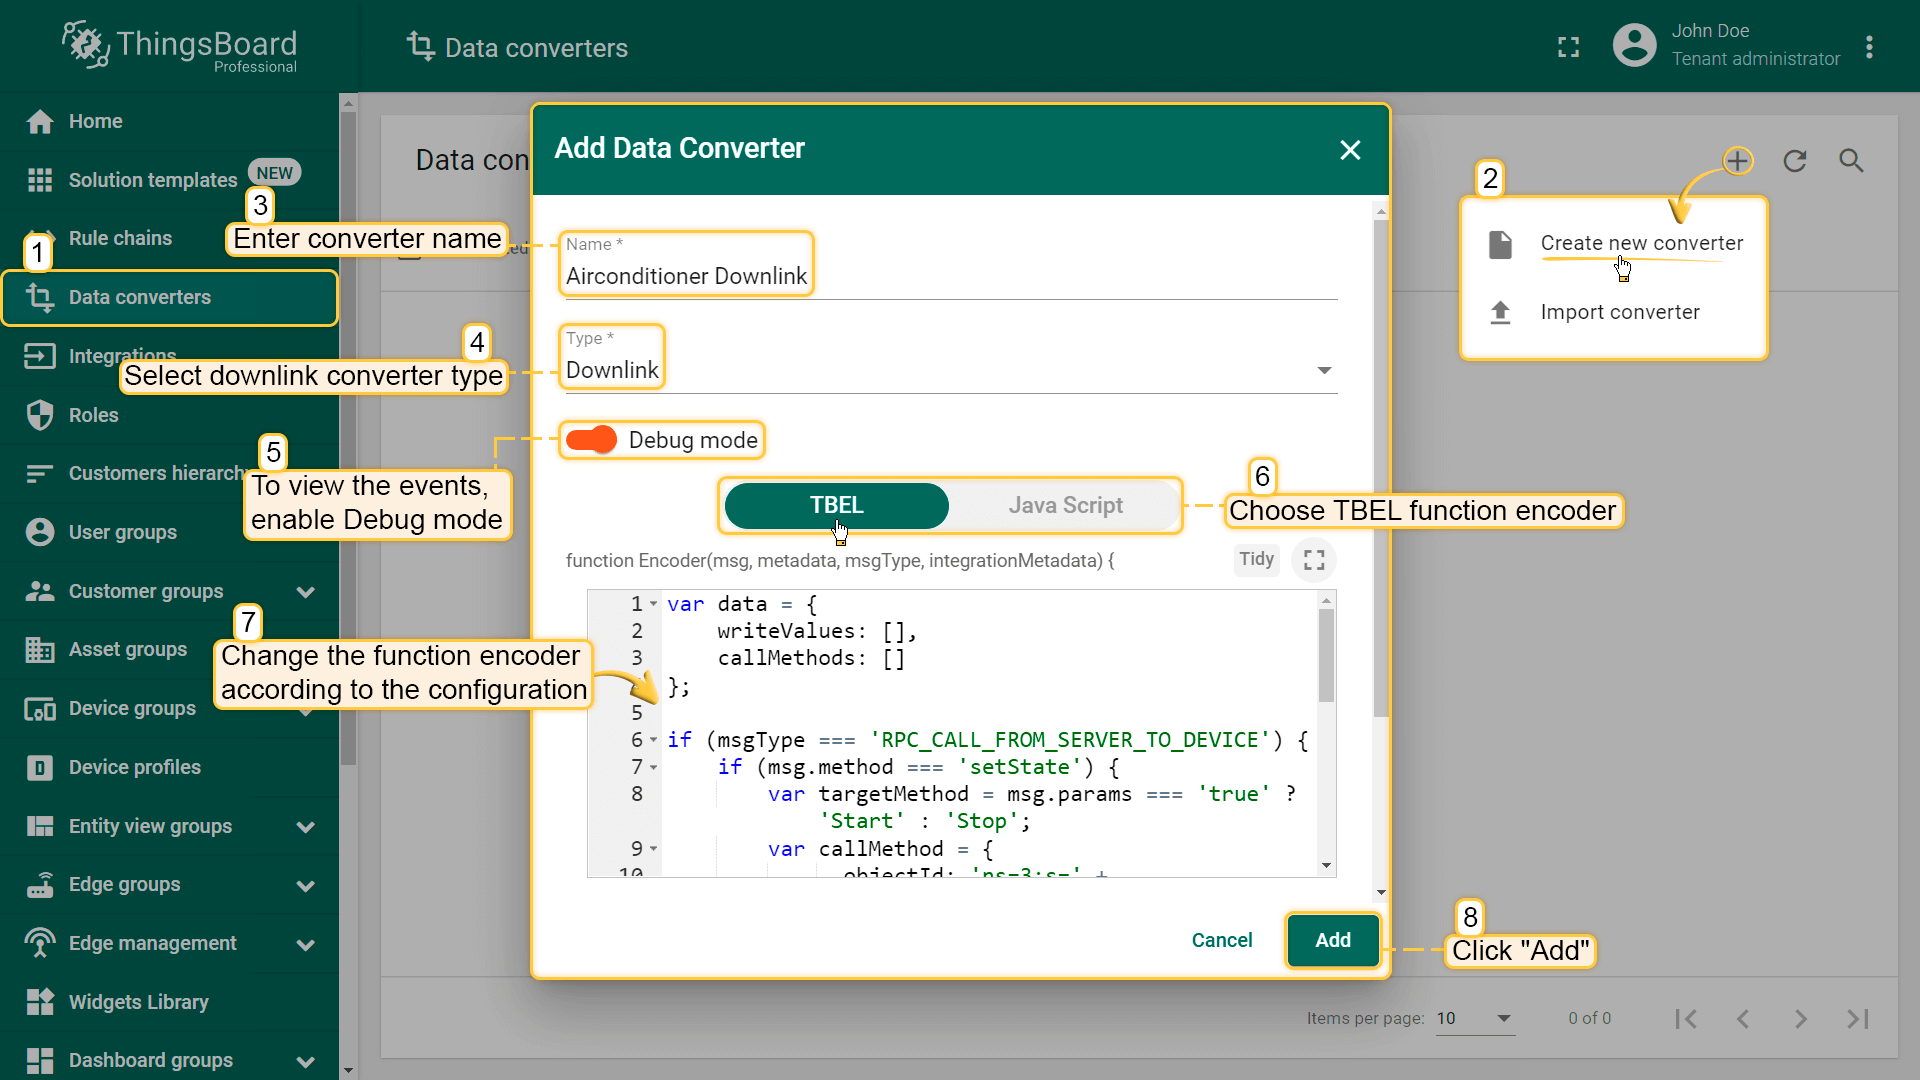 ThingsBoard
Professional
Data converters
John Doe
Tenant administrator
Home
Solution templates
NEW
Rule chains
Data converters
Integrations
Roles
Customers hierarch
User groups
Customer groups
Asset groups
Device groups
Device profiles
Entity view groups
Edge groups
Edge management
Widgets Library
Dashboard groups
1
Data con
2
Create new converter
Import converter
Add Data Converter
3
Enter converter name
Name *
Airconditioner Downlink
4
Select downlink converter type
Type *
Downlink
5
To view the events,
enable Debug mode
Debug mode
6
Choose TBEL function encoder
TBEL
Java Script
function Encoder(msg, metadata, msgType, integrationMetadata) {
Tidy
7
Change the function encoder
according to the configuration
1 var data = {
2 writeValues: [],
3 callMethods: []
};
5
6 if (msgType === 'RPC_CALL_FROM_SERVER_TO_DEVICE') {
7 if (msg.method === 'setState') {
8 var targetMethod = msg.params === 'true' ?
'Start' : 'Stop';
9 var callMethod = {
10 objectId: 'ns=3;s=' +
Cancel
Add
8
Click "Add"
Items per page: 10
0 of 0